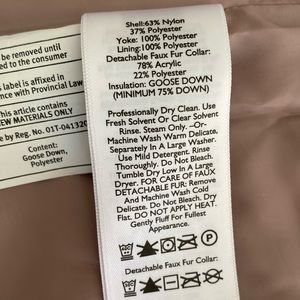 be removed until
ed to the consumer
s label is affixed in
nce with Provincial Law
is article contains
EW MATERIALS ONLY
e by Reg. No. 01T-041320
Content:
Goose Down,
Polyester
Shell:63% Nylon
37% Polyester
Yoke: 100% Polyester
Lining:100% Polyester
Detachable Faux Fur Collar:
78% Acrylic
22% Polyester
Insulation: GOOSE DOWN
(MINIMUM 75% DOWN)
Professionally Dry Clean. Use
Fresh Solvent Or Clear Solvent
Rinse. Steam Only. –Or–
Machine Wash Warm Delicate,
Separately In A Large Washer.
Use Mild Detergent. Rinse
Thoroughly. Do Not Bleach.
Tumble Dry Low In A Large
Dryer. FOR CARE OF FAUX
DETACHABLE FUR: Remove
And Machine Wash Cold
Delicate. Do Not Bleach. Dry
Flat. DO NOT APPLY HEAT.
Gently Fluff For Fullest
Appearance.
P
Detachable Faux Fur Collar: